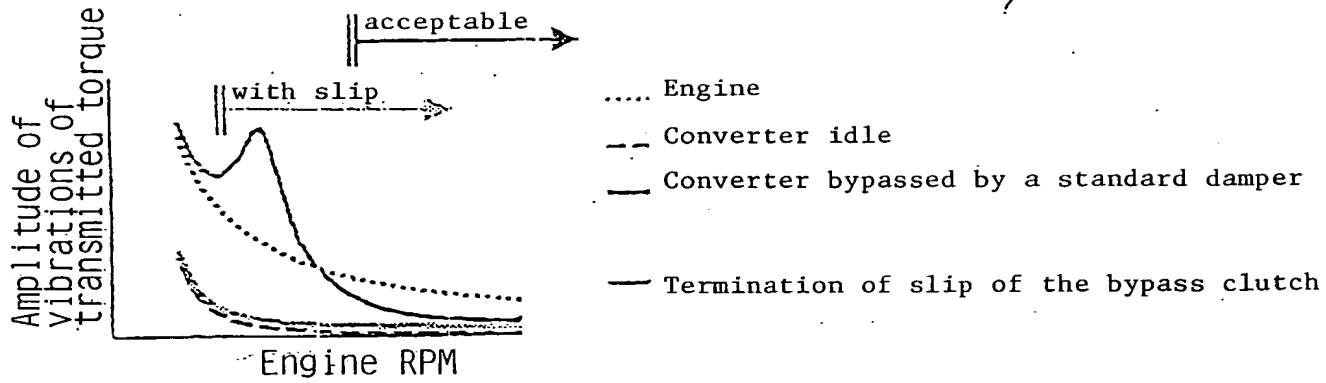 acceptable
with slip
Amplitude of
vibrations of
transmitted torque
Engine RPM
Engine
Converter idle
Converter bypassed by a standard damper
Termination of slip of the bypass clutch